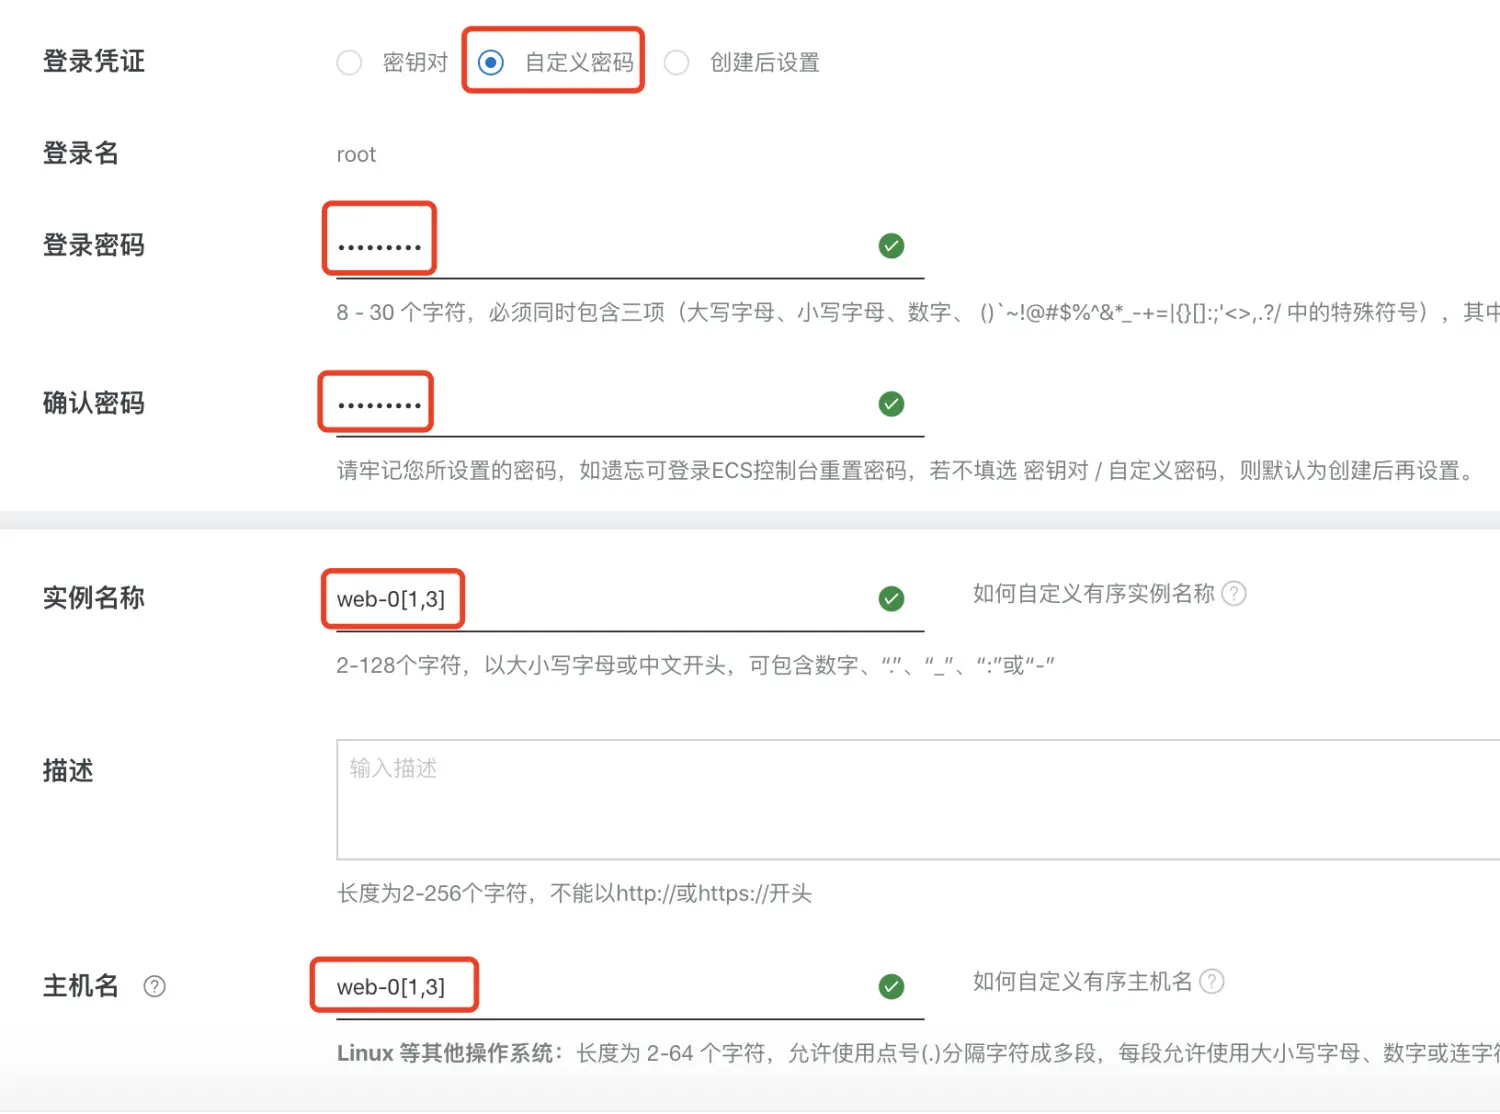 登录凭证 密钥对 自定义密码 创建后设置
登录名 root
登录密码 •••••••••
8 - 30 个字符，必须同时包含三项（大写字母、小写字母、数字、 ()`~!@#$%^&*_-+=|{}[]:;'<>,.?/ 中的特殊符号），其中
确认密码 •••••••••
请牢记您所设置的密码，如遗忘可登录ECS控制台重置密码，若不填选 密钥对 / 自定义密码，则默认为创建后再设置。
实例名称 web-0[1,3] 如何自定义有序实例名称 ?
2-128个字符，以大小写字母或中文开头，可包含数字、“.”、“_”、“:”或“-”
描述 输入描述
长度为2-256个字符，不能以http://或https://开头
主机名 ? web-0[1,3] 如何自定义有序主机名 ?
Linux 等其他操作系统：长度为 2-64 个字符，允许使用点号(.)分隔字符成多段，每段允许使用大小写字母、数字或连字符